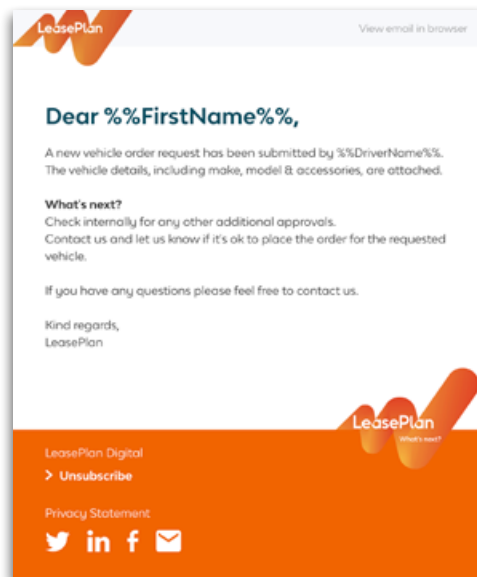 LeasePlan
View email in browser
Dear %%FirstName%%,
A new vehicle order request has been submitted by %%DriverName%%.
The vehicle details, including make, model & accessories, are attached.
What's next?
Check internally for any other additional approvals.
Contact us and let us know if it's ok to place the order for the requested
vehicle.
If you have any questions please feel free to contact us.
Kind regards,
LeasePlan
LeasePlan
What's next?
LeasePlan Digital
> Unsubscribe
Privacy Statement